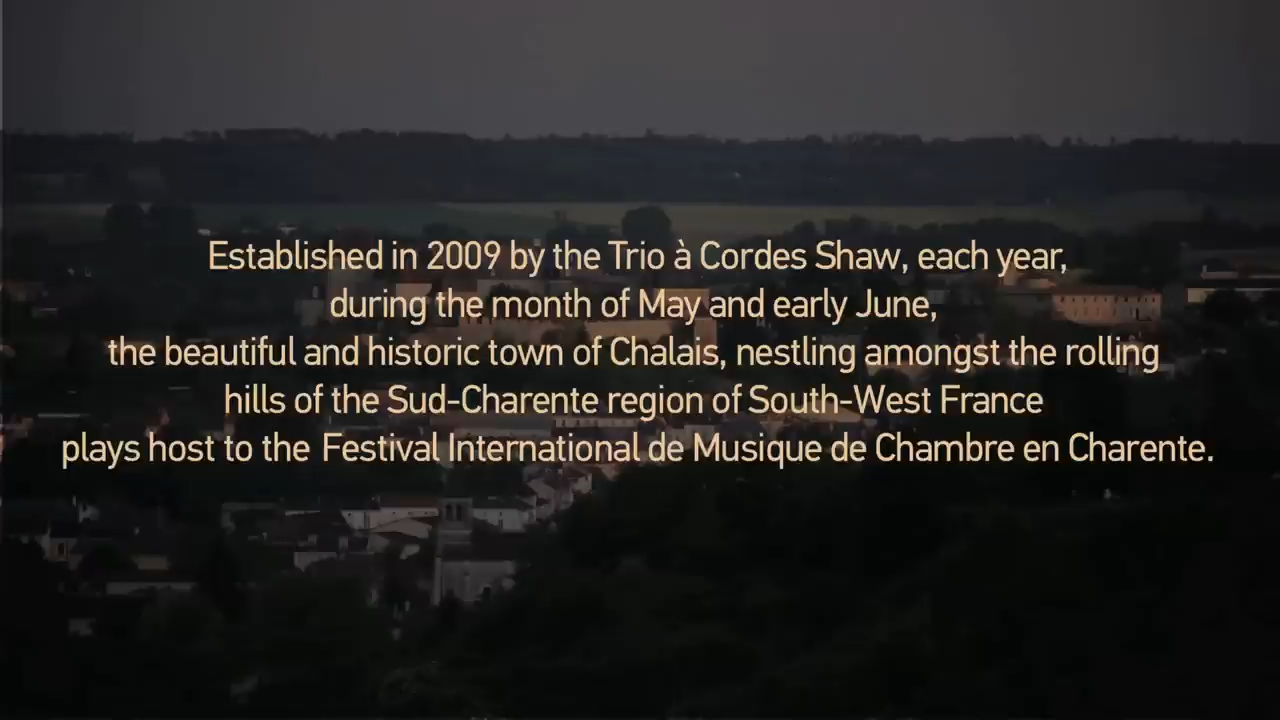 Established in 2009 by the Trio à Cordes Shaw, each year,
during the month of May and early June,
the beautiful and historic town of Chalais, nestling amongst the rolling
hills of the Sud-Charente region of South-West France
plays host to the Festival International de Musique de Chambre en Charente.